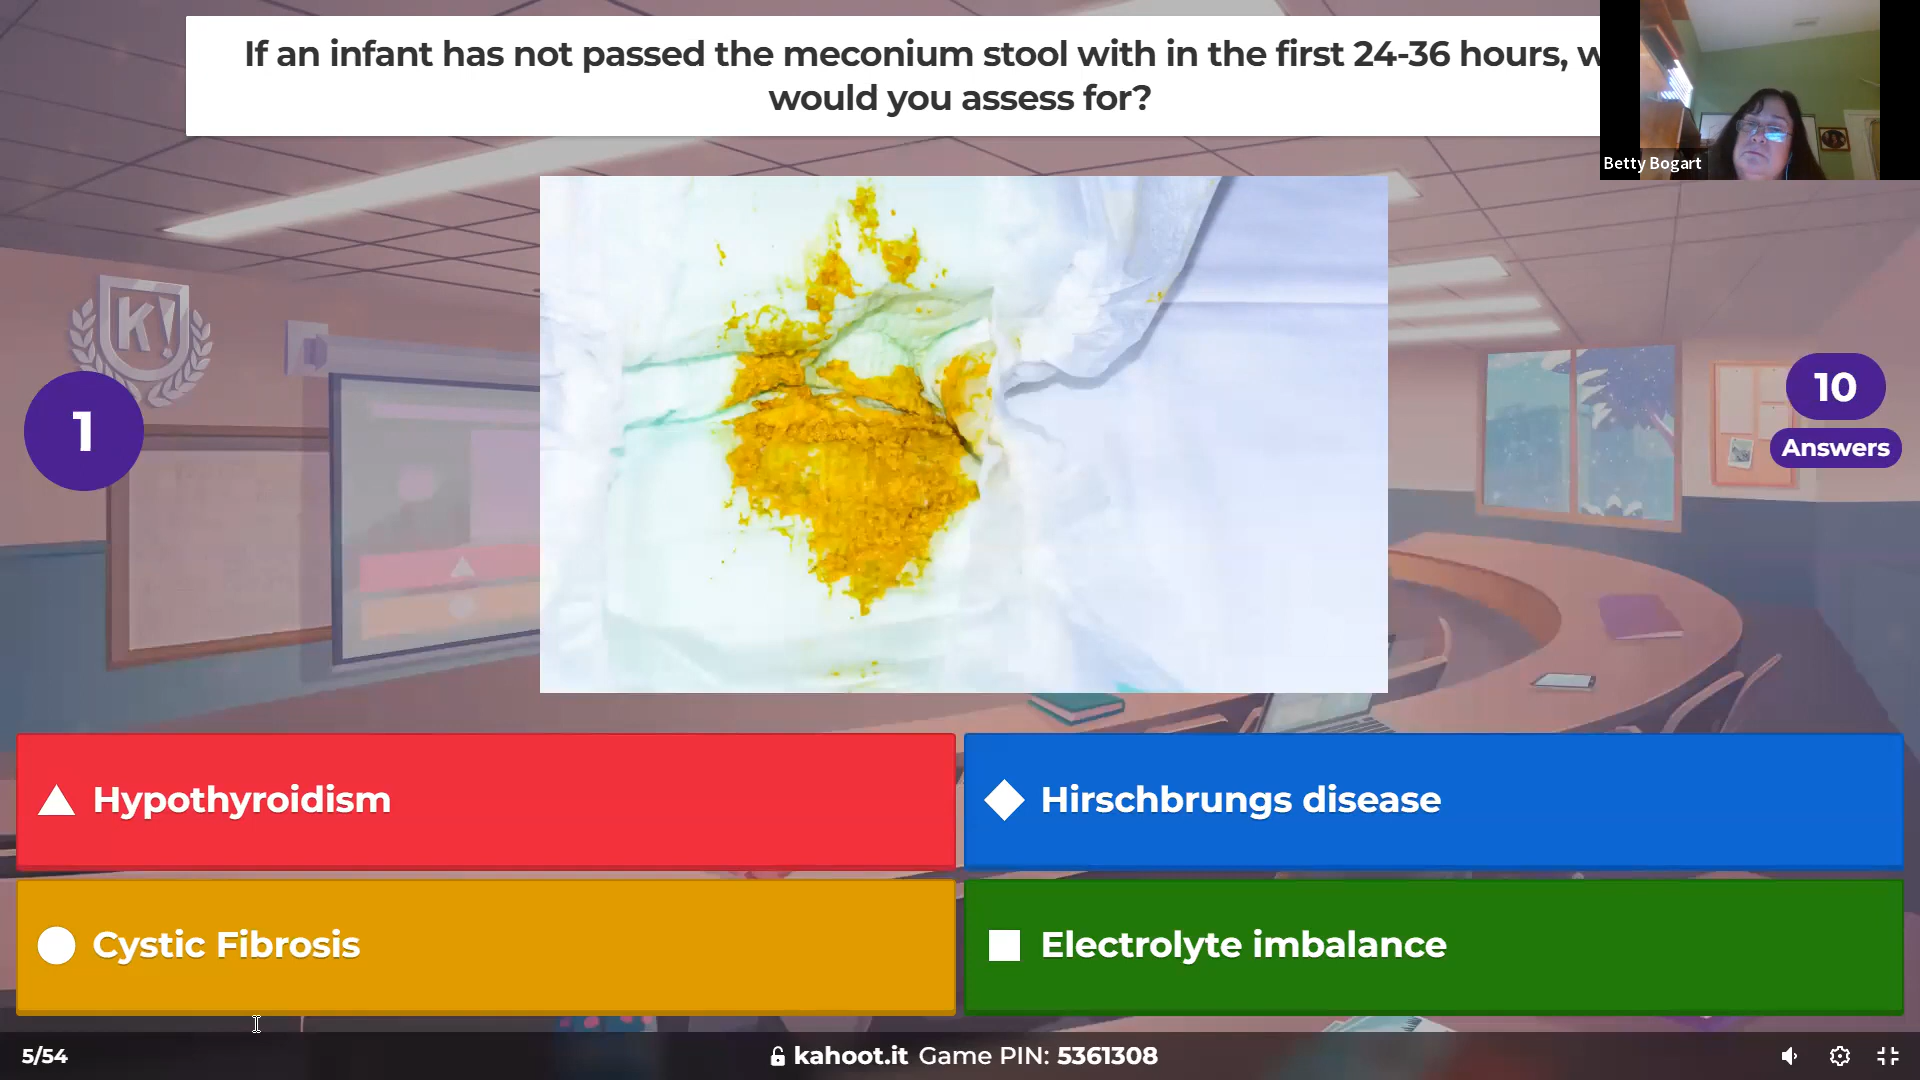 If an infant has not passed the meconium stool with in the first 24-36 hours,
would you assess for?
Betty Bogart
K!
1
10
Answers
Hypothyroidism
Hirschbrungs disease
Cystic Fibrosis
Electrolyte imbalance
5/54
kahoot.it Game PIN: 5361308